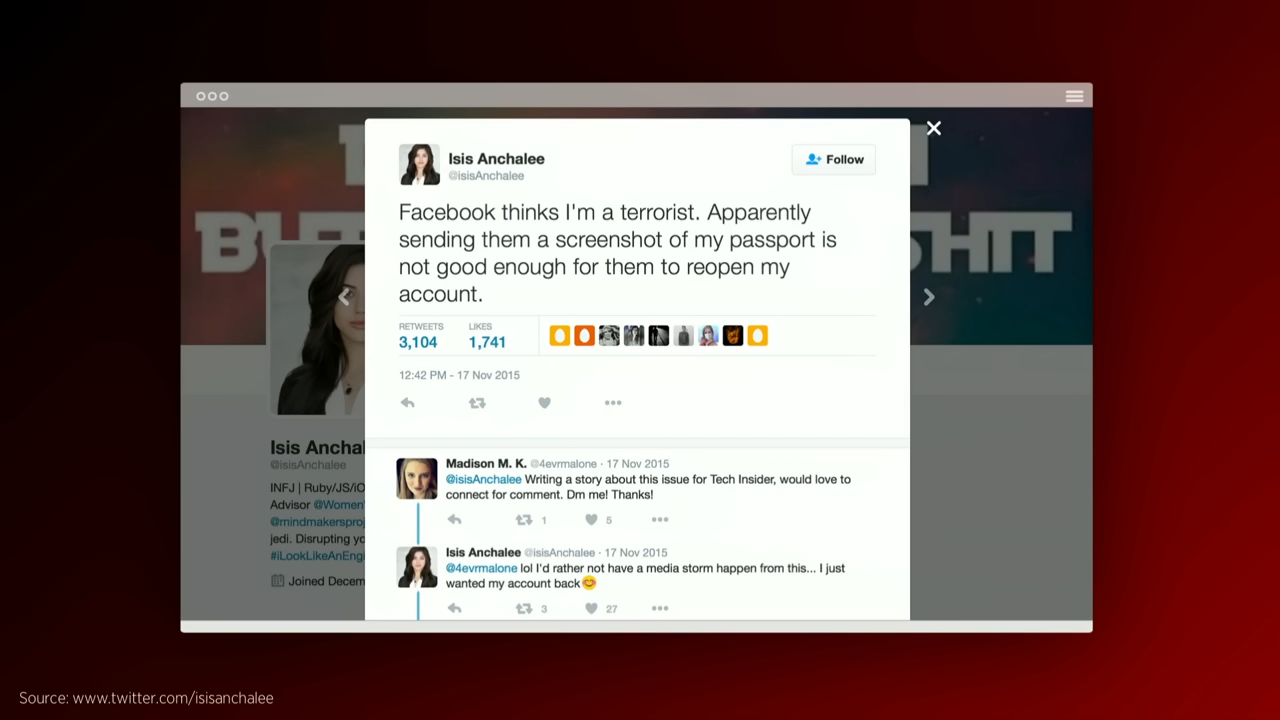 Isis Anchalee
@isisAnchalee
Follow
Facebook thinks I'm a terrorist. Apparently
sending them a screenshot of my passport is
not good enough for them to reopen my
account.
RETWEETS LIKES
3,104 1,741
12:42 PM - 17 Nov 2015
Madison M. K. @4evrmalone · 17 Nov 2015
@isisAnchalee Writing a story about this issue for Tech Insider, would love to
connect for comment. Dm me! Thanks!
1 5
Isis Anchalee @isisAnchalee · 17 Nov 2015
@4evrmalone lol I'd rather not have a media storm happen from this... I just
wanted my account back😊
3 27
Isis Anchal
@isisAnchalee
INFJ | Ruby/JS/iO
Advisor @Women
@mindmakersproj
jedi. Disrupting yo
#iLookLikeAnEngi
Joined Decem
Source: www.twitter.com/isisanchalee